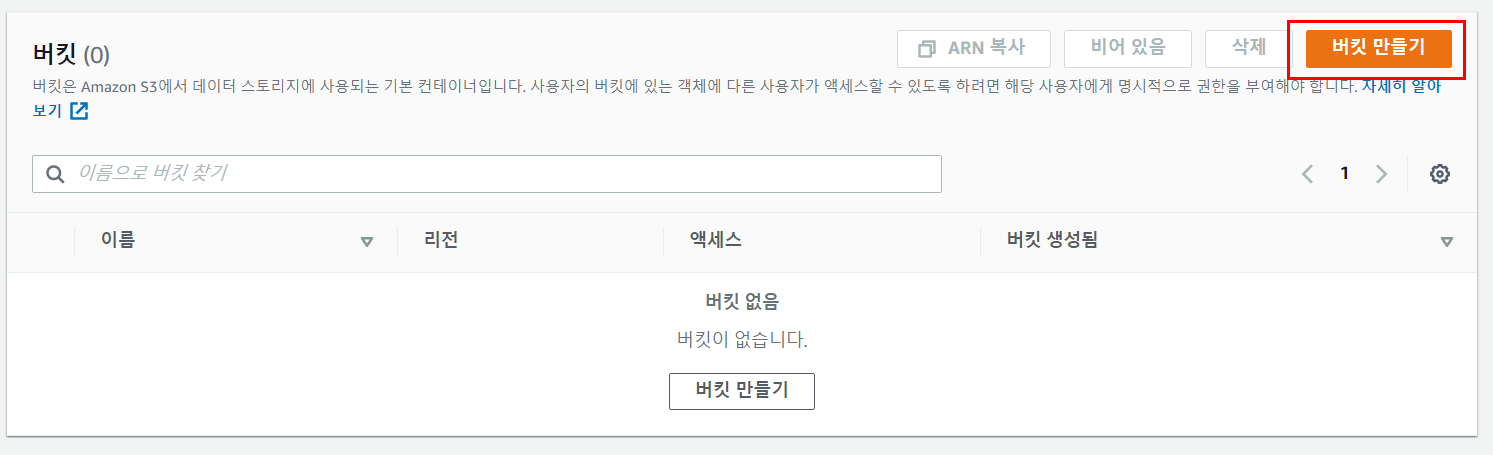 버킷 (0)
ARN 복사
비어 있음
삭제
버킷 만들기
버킷은 Amazon S3에서 데이터 스토리지에 사용되는 기본 컨테이너입니다. 사용자의 버킷에 있는 객체에 다른 사용자가 액세스할 수 있도록 하려면 해당 사용자에게 명시적으로 권한을 부여해야 합니다. 자세히 알아
보기
이름으로 버킷 찾기
1
이름
리전
액세스
버킷 생성됨
버킷 없음
버킷이 없습니다.
버킷 만들기